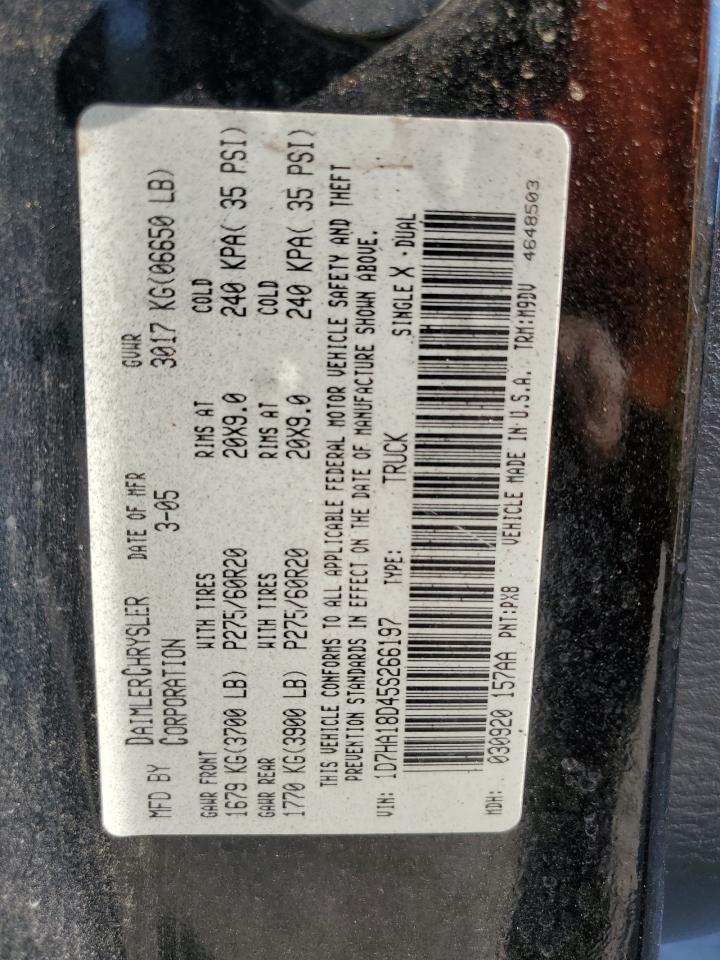 MFD BY DAIMLERCHRYSLER CORPORATION DATE OF MFR 3-05 GVWR 3017 KG(06650 LB)
GAWR FRONT WITH TIRES RIMS AT COLD
1679 KG(3700 LB) P275/60R20 20X9.0 240 KPA( 35 PSI)
GAWR REAR WITH TIRES RIMS AT COLD
1770 KG(3900 LB) P275/60R20 20X9.0 240 KPA( 35 PSI)
THIS VEHICLE CONFORMS TO ALL APPLICABLE FEDERAL MOTOR VEHICLE SAFETY AND THEFT
PREVENTION STANDARDS IN EFFECT ON THE DATE OF MANUFACTURE SHOWN ABOVE.
VIN: 1D7HA18D45S266197 TYPE: TRUCK SINGLE X · DUAL
MDH: 030920 157AA PNT:PX8 VEHICLE MADE IN U.S.A. TRM:M9DV 4648503